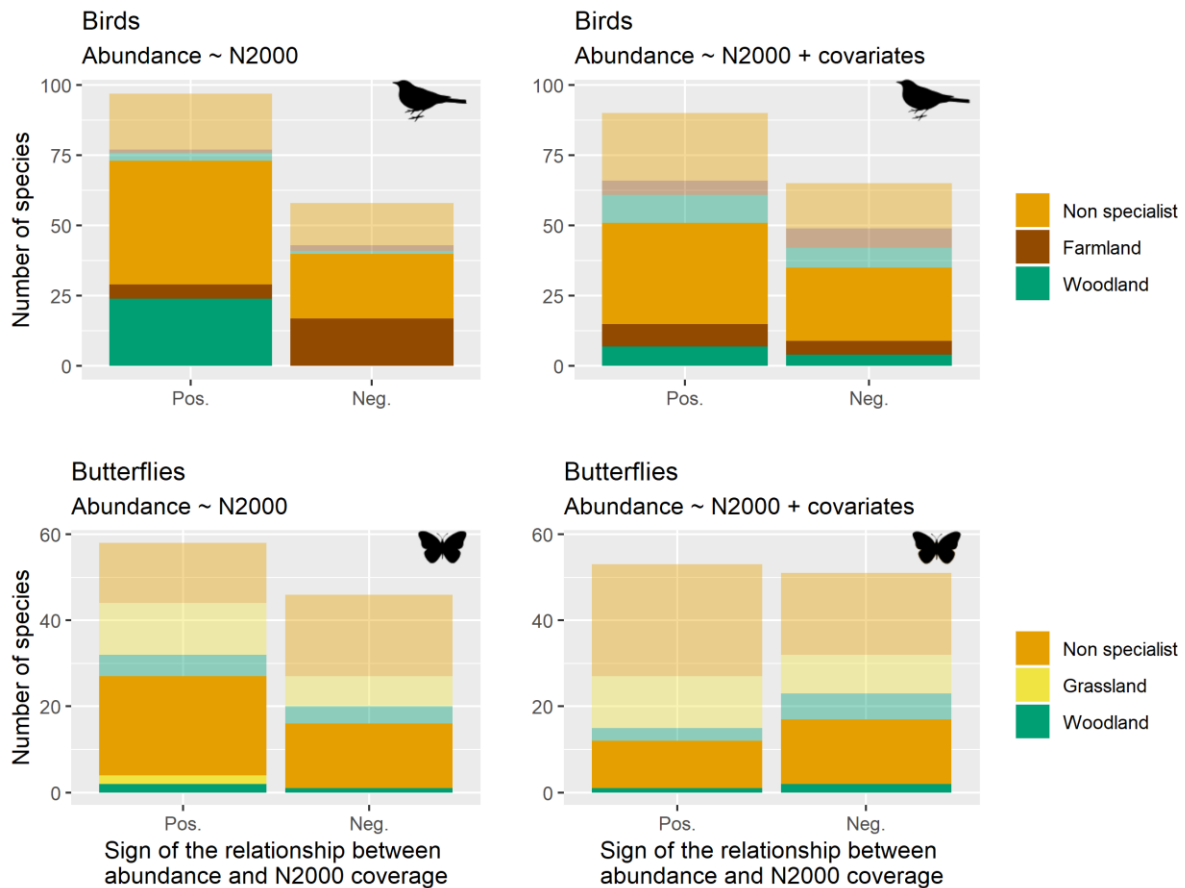 Birds
Abundance ~ N2000
Number of species
100
75
50
25
0
Pos.
Neg.
Birds
Abundance ~ N2000 + covariates
100
75
50
25
0
Pos.
Neg.
Non specialist
Farmland
Woodland
Butterflies
Abundance ~ N2000
Number of species
60
40
20
0
Pos.
Neg.
Sign of the relationship between
abundance and N2000 coverage
Butterflies
Abundance ~ N2000 + covariates
60
40
20
0
Pos.
Neg.
Sign of the relationship between
abundance and N2000 coverage
Non specialist
Grassland
Woodland